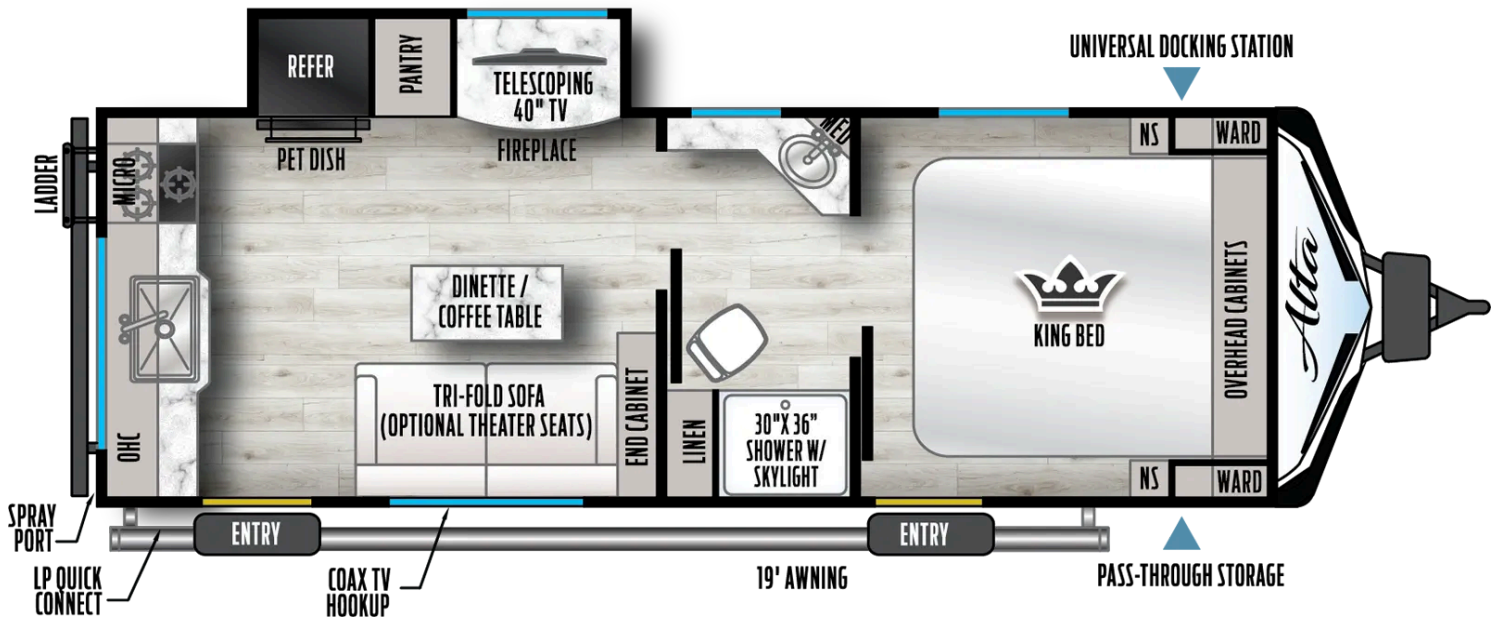 UNIVERSAL DOCKING STATION
REFER
PANTRY
TELESCOPING
40" TV
FIREPLACE
PET DISH
LADDER
MICRO
MED
NS
WARD
DINETTE /
COFFEE TABLE
KING BED
OVERHEAD CABINETS
Alta
TRI-FOLD SOFA
(OPTIONAL THEATER SEATS)
END CABINET
LINEN
30"X 36"
SHOWER W/
SKYLIGHT
OHC
NS
WARD
SPRAY
PORT
ENTRY
ENTRY
LP QUICK
CONNECT
COAX TV
HOOKUP
19' AWNING
PASS-THROUGH STORAGE